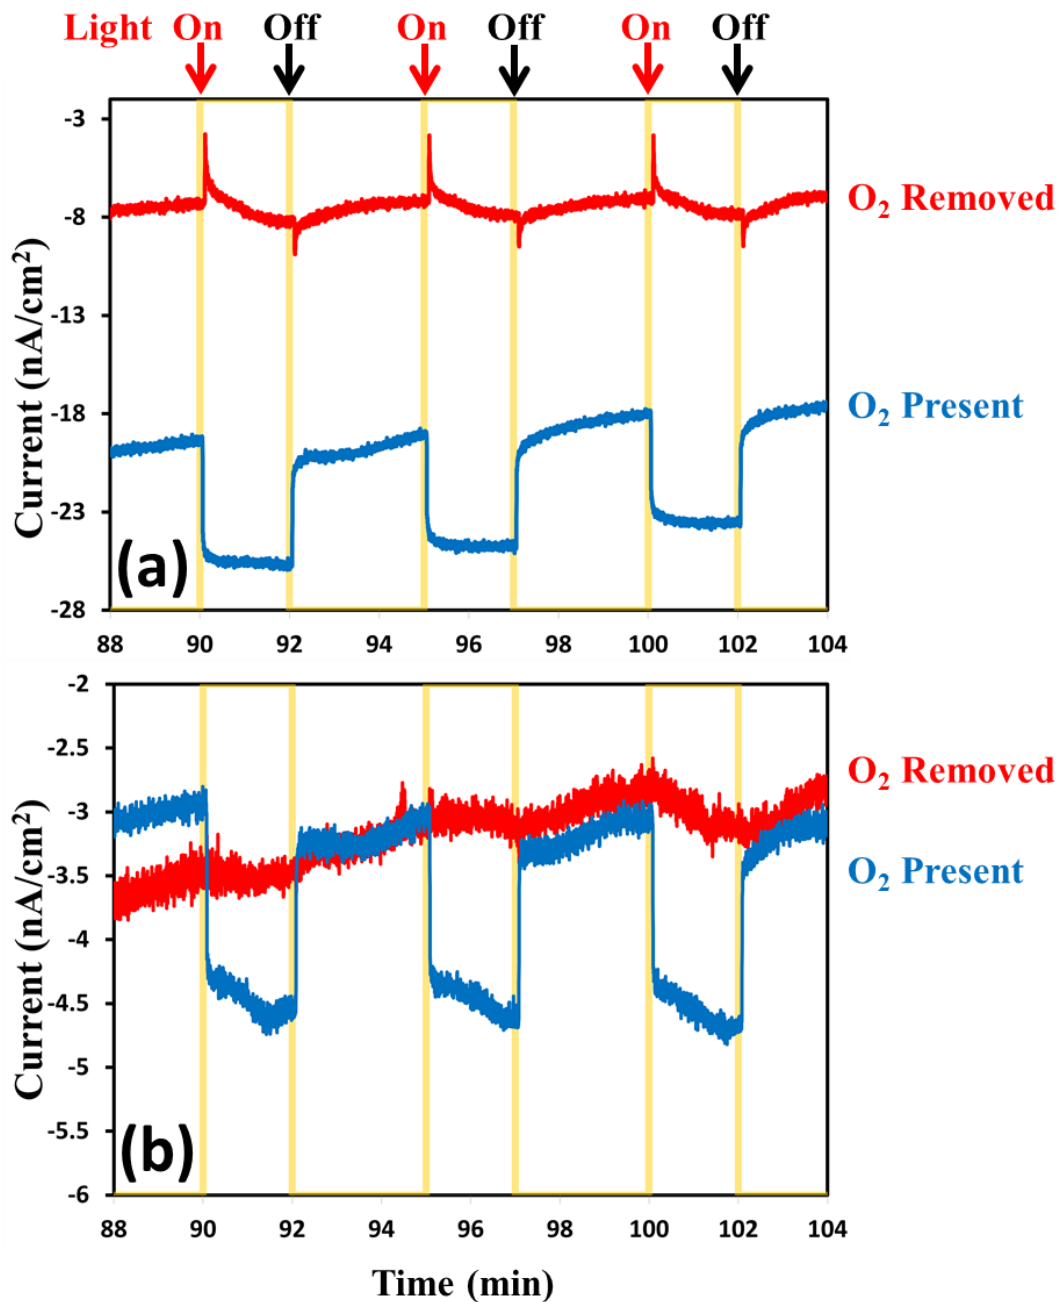 Light On Off On Off On Off
-3
-8
-13
-18
-23
-28
Current (nA/cm²)
(a)
O₂ Removed
O₂ Present
88 90 92 94 96 98 100 102 104
-2
-2.5
-3
-3.5
-4
-4.5
-5
-5.5
-6
Current (nA/cm²)
(b)
O₂ Removed
O₂ Present
88 90 92 94 96 98 100 102 104
Time (min)